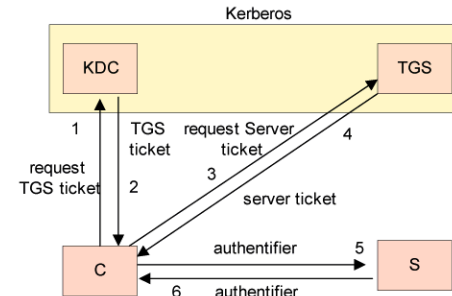 Kerberos
KDC
TGS
1
TGS
ticket
request Server
ticket
4
request
TGS ticket
2
3
server ticket
authentifier
5
C
S
6
authentifier